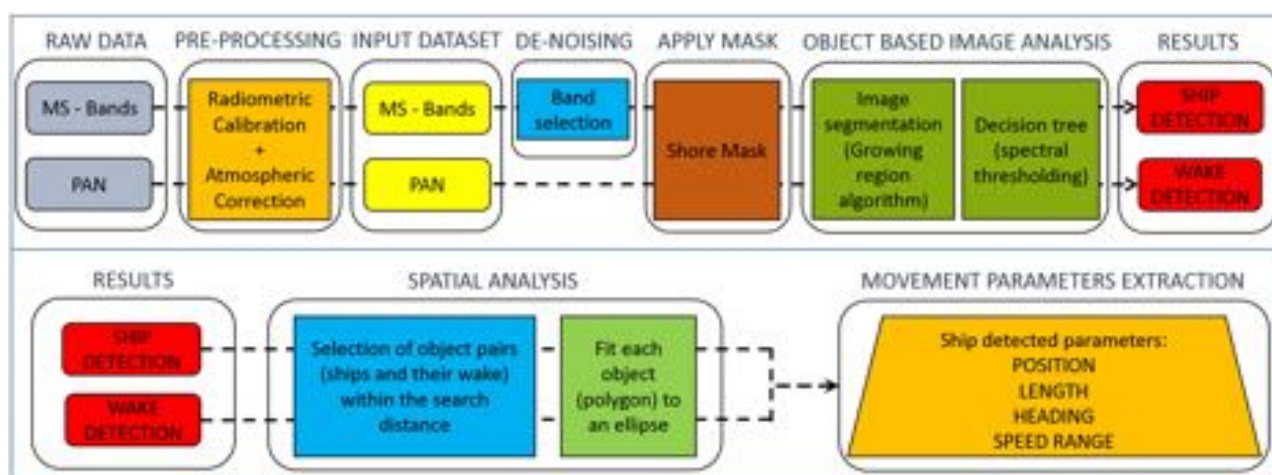 RAW DATA
PRE-PROCESSING
INPUT DATASET
DE-NOISING
APPLY MASK
OBJECT BASED IMAGE ANALYSIS
RESULTS
MS - Bands
PAN
Radiometric
Calibration
+
Atmospheric
Correction
MS - Bands
PAN
Band
selection
Shore Mask
Image
segmentation
(Growing
region
algorithm)
Decision tree
(spectral
thresholding)
SHIP
DETECTION
WAKE
DETECTION
RESULTS
SPATIAL ANALYSIS
MOVEMENT PARAMETERS EXTRACTION
SHIP
DETECTION
WAKE
DETECTION
Selection of object pairs
(ships and their wake)
within the search
distance
Fit each
object
(polygon) to
an ellipse
Ship detected parameters:
POSITION
LENGTH
HEADING
SPEED RANGE